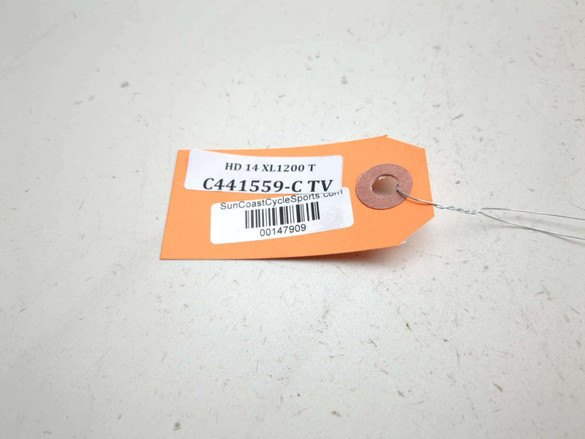 HD 14 XL1200 T
C441559-C TV
SunCoastCycleSports.com
00147909